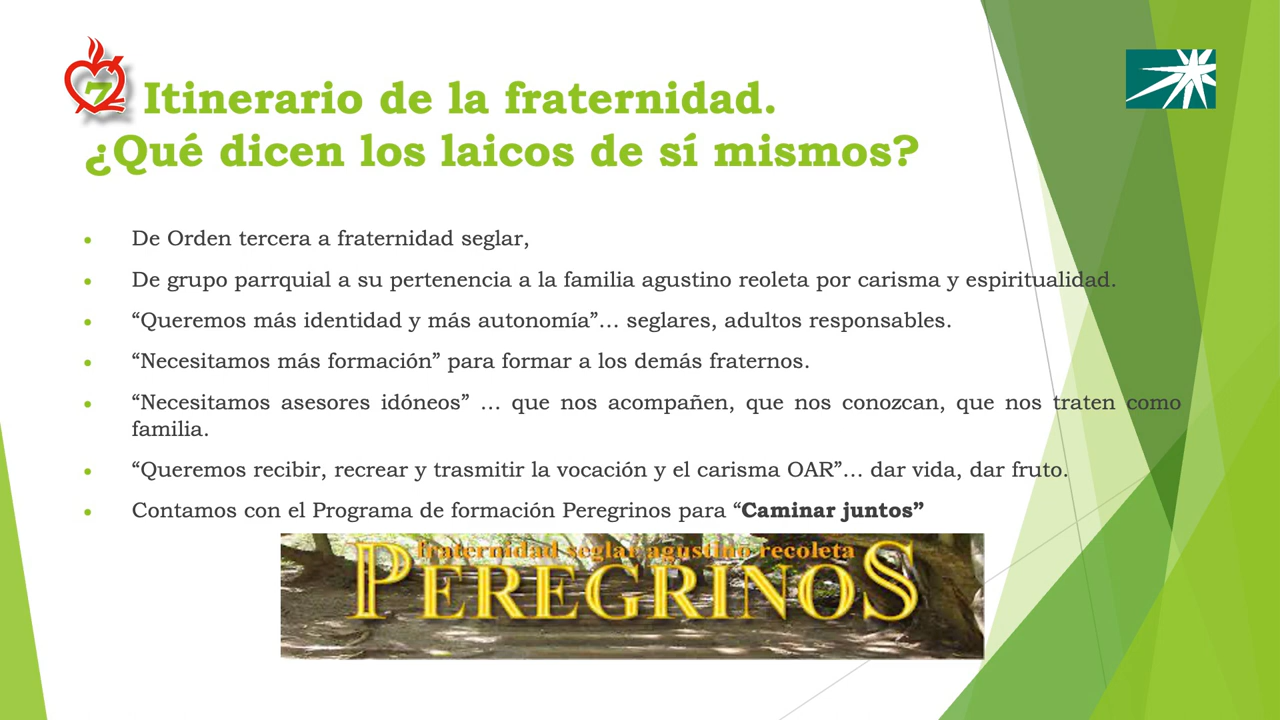 7. Itinerario de la fraternidad.
¿Qué dicen los laicos de sí mismos?
De Orden tercera a fraternidad seglar,
De grupo parrquial a su pertenencia a la familia agustino reoleta por carisma y espiritualidad.
“Queremos más identidad y más autonomía”... seglares, adultos responsables.
“Necesitamos más formación” para formar a los demás fraternos.
“Necesitamos asesores idóneos” ... que nos acompañen, que nos conozcan, que nos traten como
familia.
“Queremos recibir, recrear y trasmitir la vocación y el carisma OAR”... dar vida, dar fruto.
Contamos con el Programa de formación Peregrinos para “Caminar juntos”
fraternidad seglar agustino recoleta
PEREGRINOS